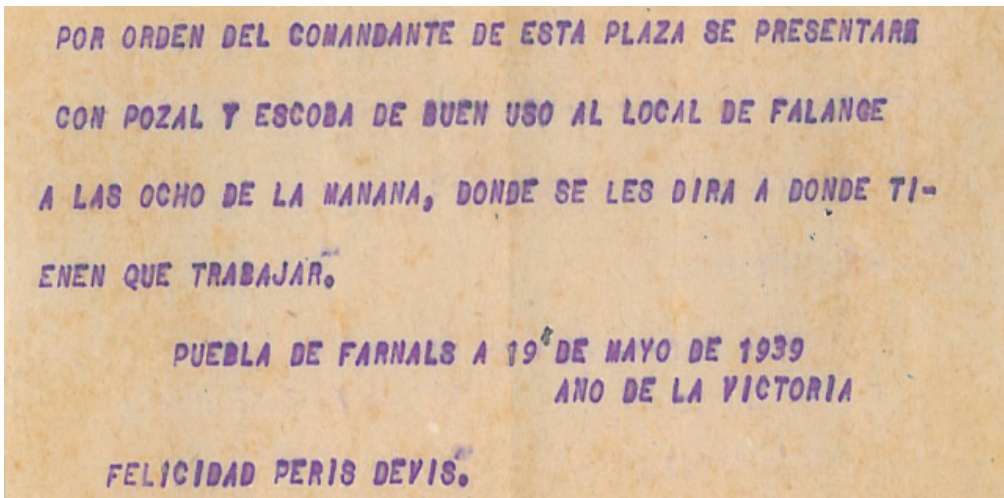 POR ORDEN DEL COMANDANTE DE ESTA PLAZA SE PRESENTARA
CON POZAL Y ESCOBA DE BUEN USO AL LOCAL DE FALANGE
A LAS OCHO DE LA MANANA, DONDE SE LES DIRA A DONDE TI-
ENEN QUE TRABAJAR.
PUEBLA DE FARNALS A 19 DE MAYO DE 1939
ANO DE LA VICTORIA
FELICIDAD PERIS DEVIS.